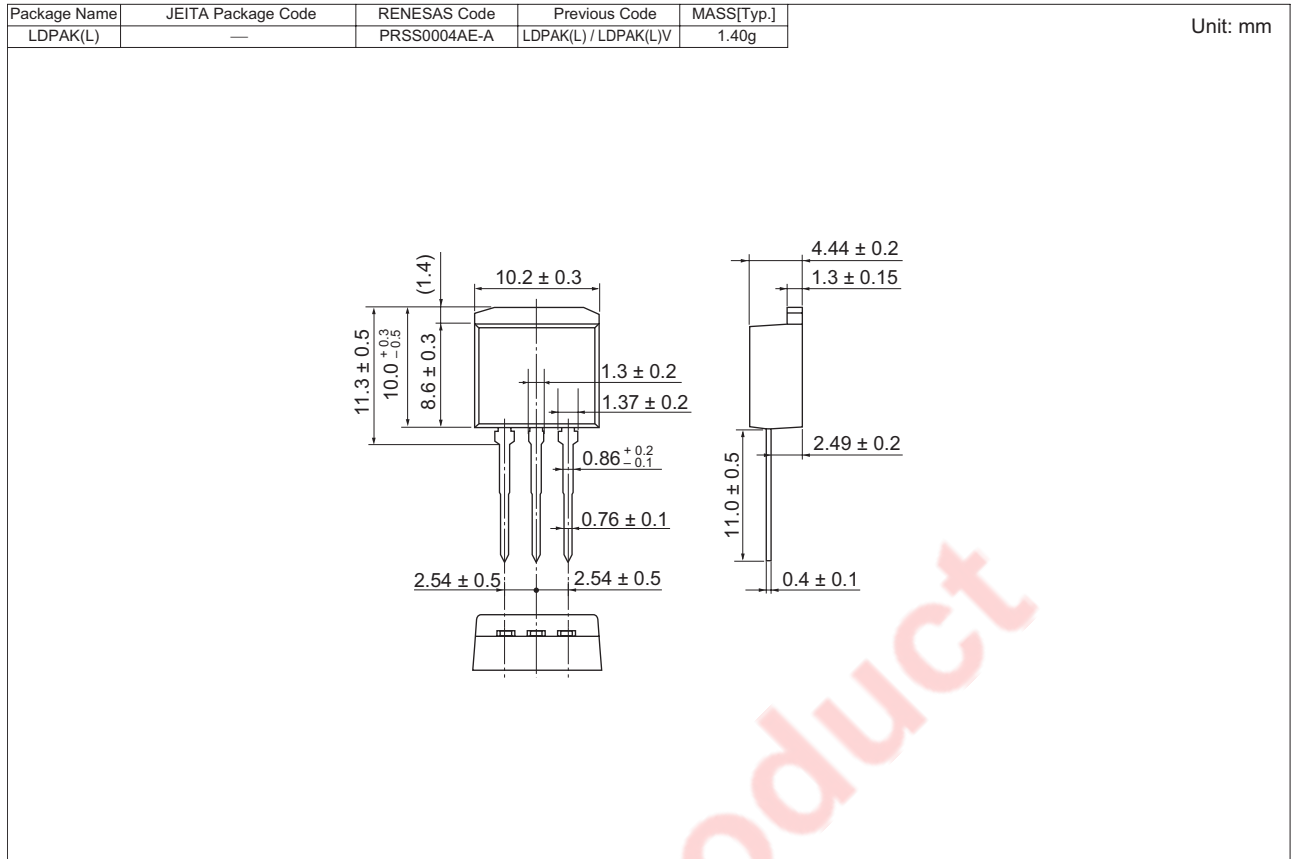 Package Name JEITA Package Code RENESAS Code Previous Code MASS[Typ.]
LDPAK(L) — PRSS0004AE-A LDPAK(L) / LDPAK(L)V 1.40g
Unit: mm
4.44 ± 0.2
1.3 ± 0.15
(1.4)
10.2 ± 0.3
11.3 ± 0.5
10.0 + 0.3 – 0.5
8.6 ± 0.3
1.3 ± 0.2
1.37 ± 0.2
2.49 ± 0.2
0.86 + 0.2 – 0.1
11.0 ± 0.5
0.76 ± 0.1
2.54 ± 0.5
2.54 ± 0.5
0.4 ± 0.1